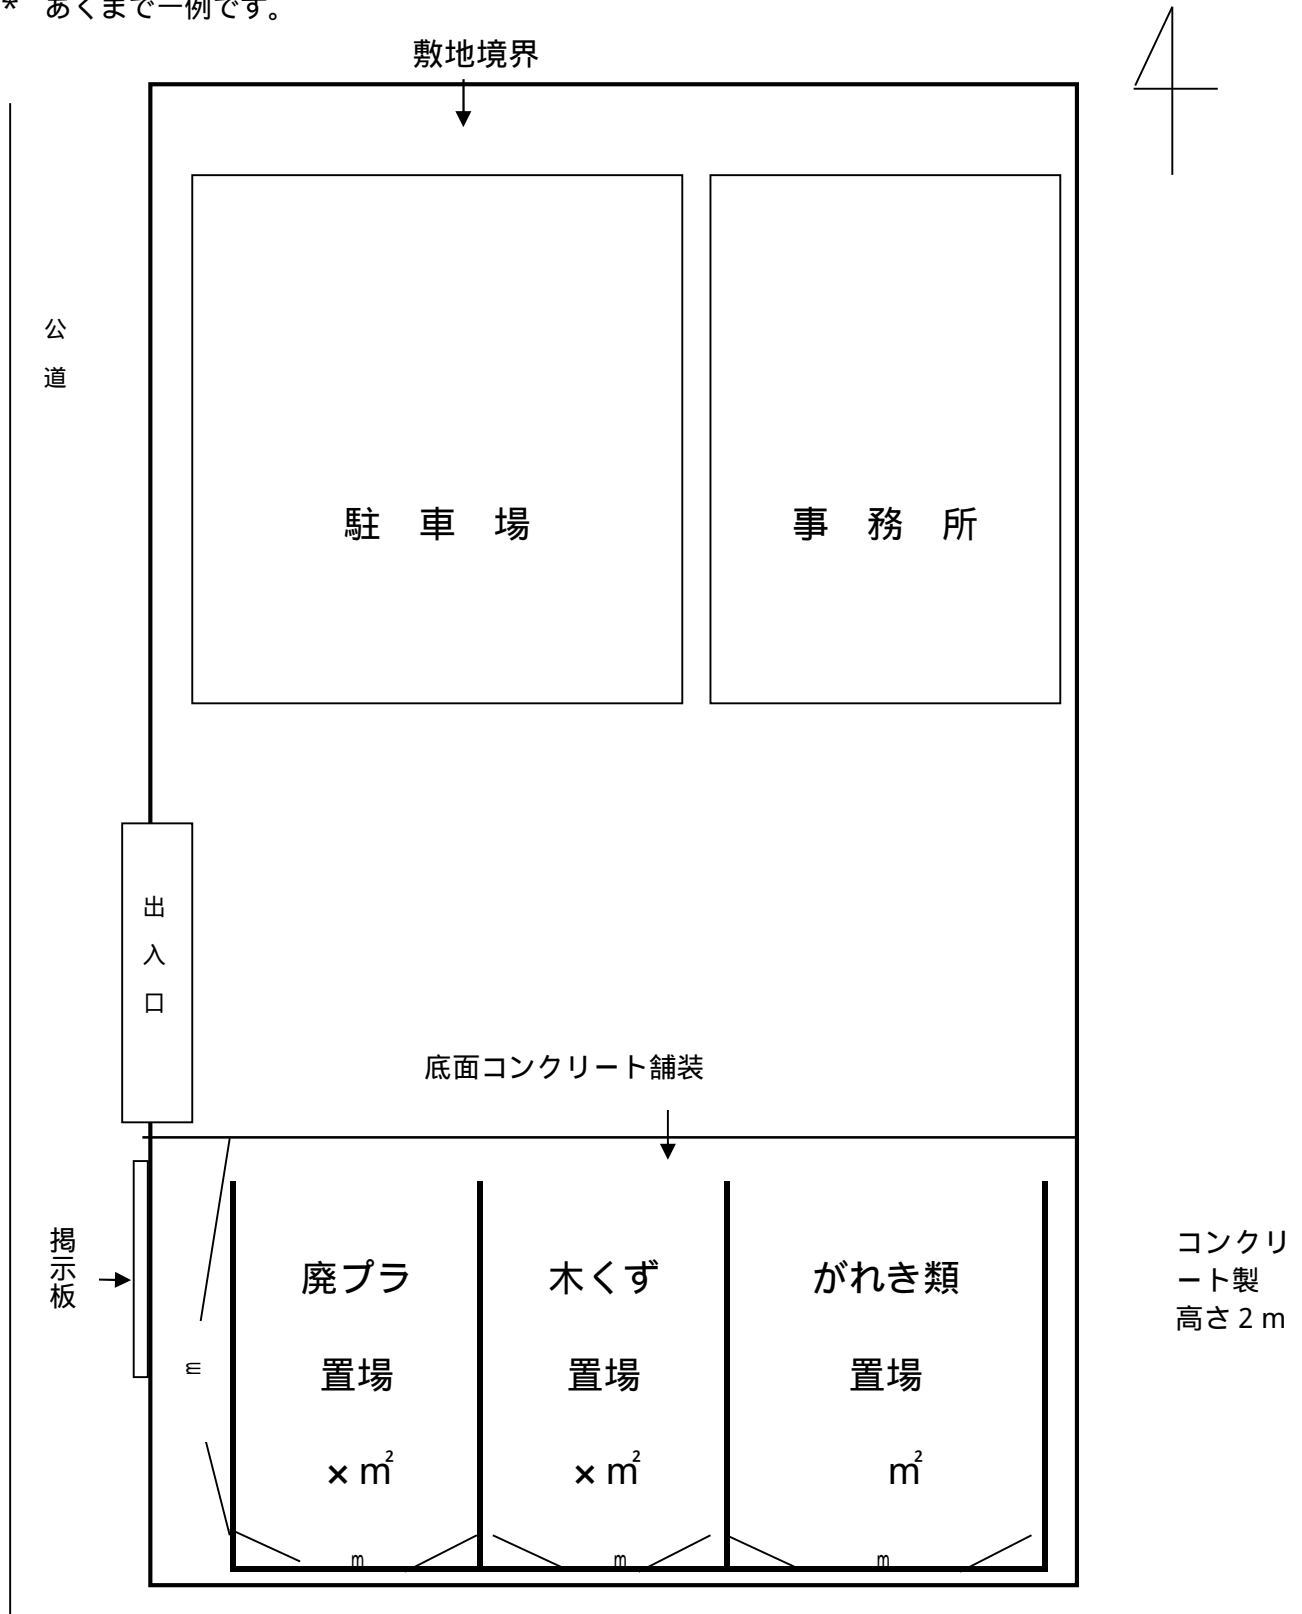 * あくまで一例です。
敷地境界
公
道
駐 車 場
事 務 所
出
入
口
底面コンクリート舗装
掲
示
板
廃プラ
置場
× ㎡
木くず
置場
× ㎡
がれき類
置場
㎡
コンクリ
ート製
高さ2m
m
m
m
m